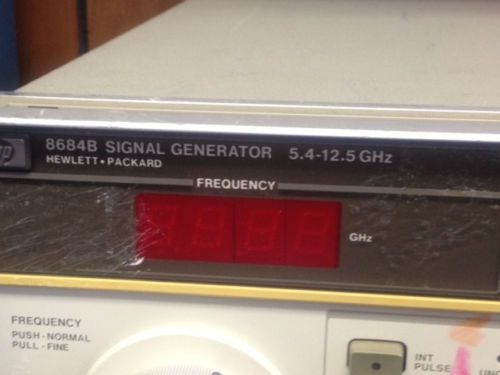 hp 8684B SIGNAL GENERATOR 5.4-12.5 GHz
HEWLETT • PACKARD
FREQUENCY
GHz
FREQUENCY
PUSH - NORMAL
PULL - FINE
INT
PULSE